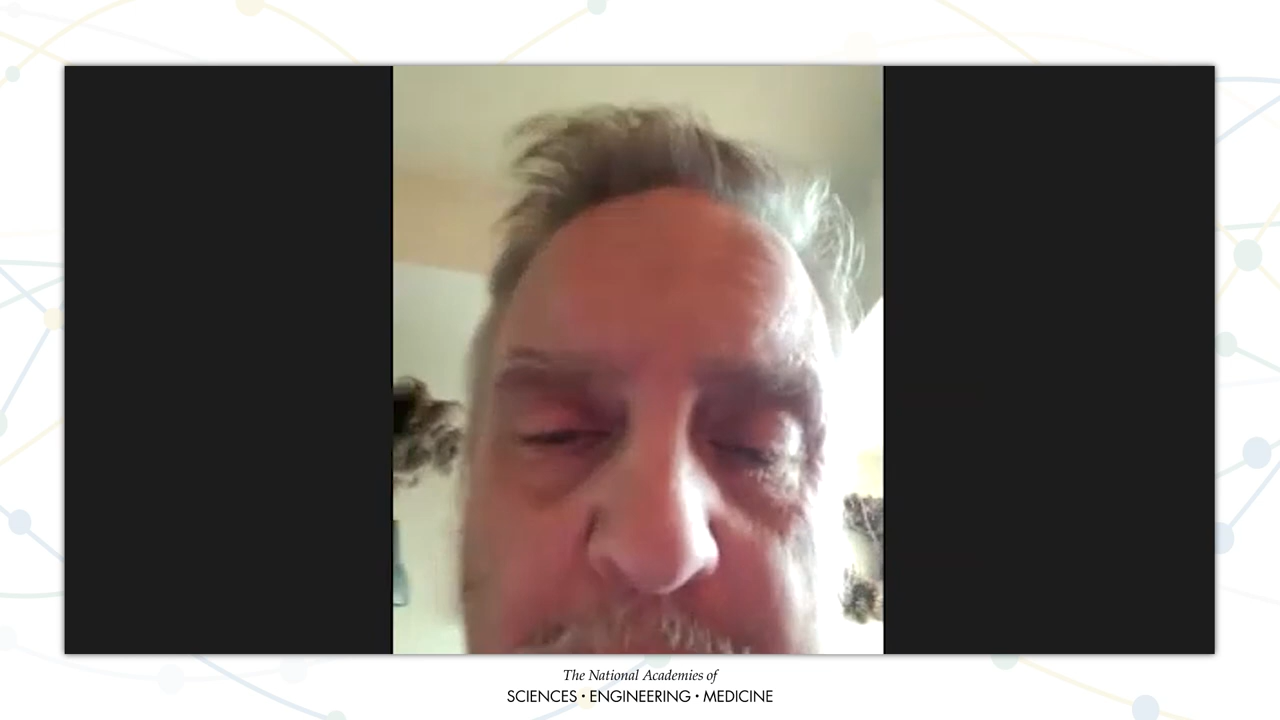 The National Academies of
SCIENCES · ENGINEERING · MEDICINE